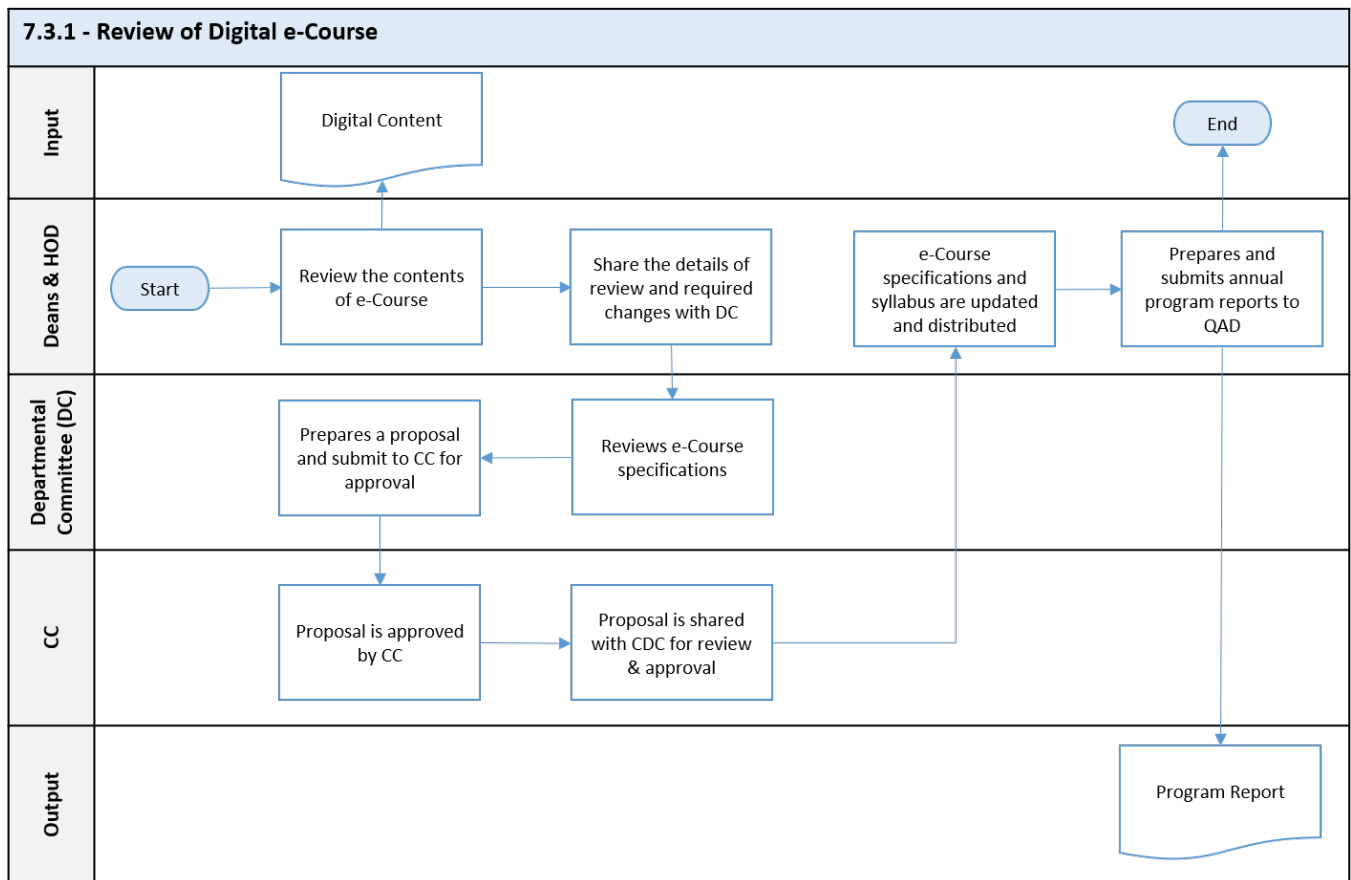 7.3.1 - Review of Digital e-Course
Input
Digital Content
End
Deans & HOD
Start
Review the contents
of e-Course
Share the details of
review and required
changes with DC
e-Course
specifications and
syllabus are updated
and distributed
Prepares and
submits annual
program reports to
QAD
Departmental
Committee (DC)
Prepares a proposal
and submit to CC for
approval
Reviews e-Course
specifications
CC
Proposal is approved
by CC
Proposal is shared
with CDC for review
& approval
Output
Program Report